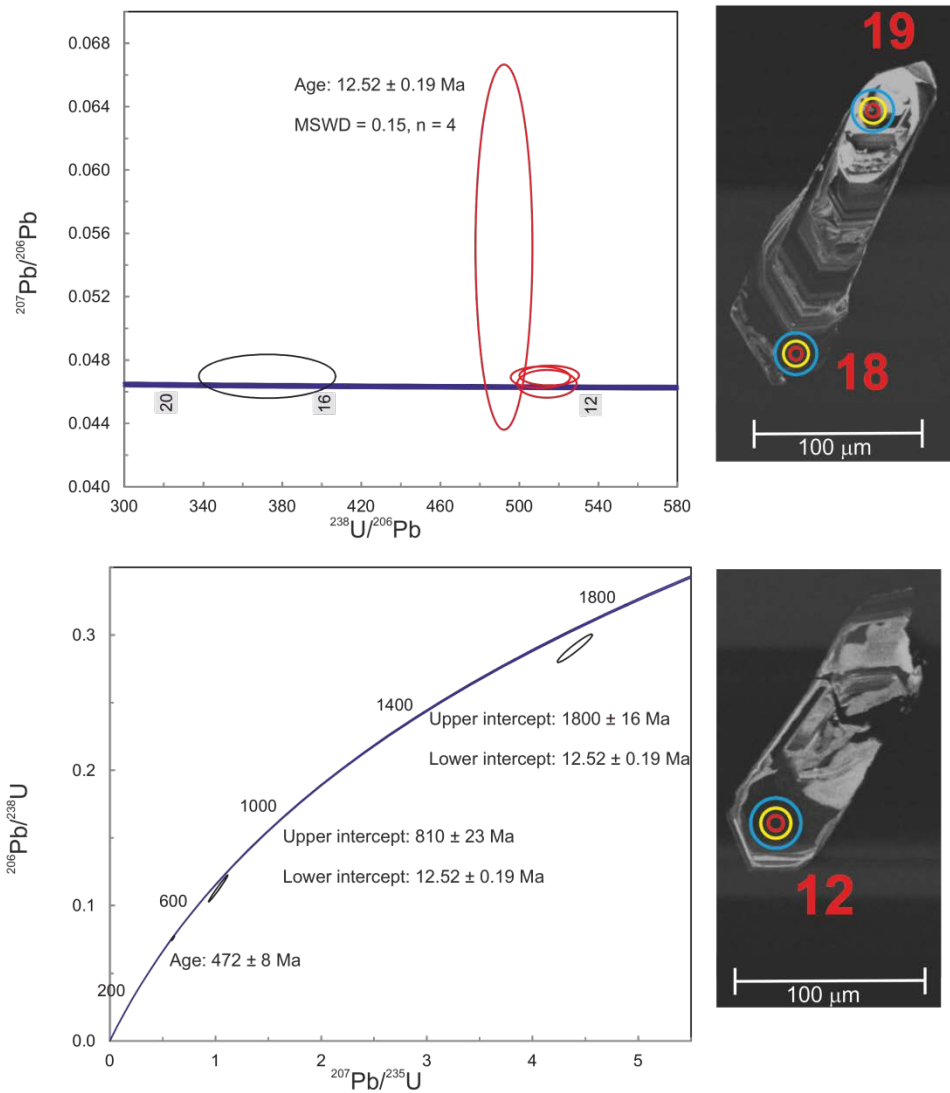 0.068
0.064
0.060
0.056
0.052
0.048
0.044
0.040
²⁰⁷Pb/²⁰⁶Pb
Age: 12.52 ± 0.19 Ma
MSWD = 0.15, n = 4
20
16
12
300
340
380
420
460
500
540
580
²³⁸U/²⁰⁶Pb
19
18
100 μm
0.3
0.2
0.1
0.0
²⁰⁶Pb/²³⁸U
1800
1400
Upper intercept: 1800 ± 16 Ma
Lower intercept: 12.52 ± 0.19 Ma
1000
Upper intercept: 810 ± 23 Ma
Lower intercept: 12.52 ± 0.19 Ma
600
Age: 472 ± 8 Ma
200
0
1
2
3
4
5
²⁰⁷Pb/²³⁵U
12
100 μm